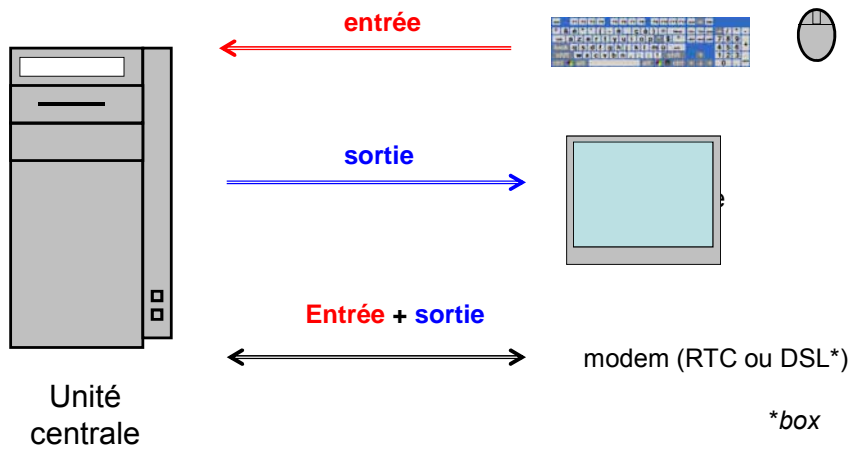 entrée
sortie
Entrée + sortie
modem (RTC ou DSL*)
Unité
centrale
*box